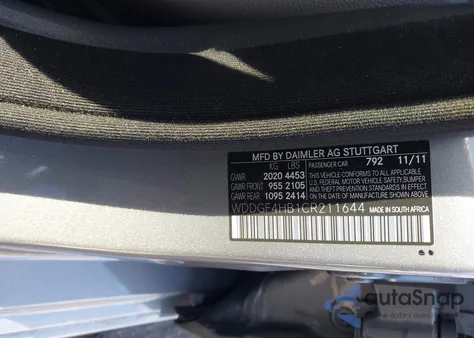 MFD BY DAIMLER AG STUTTGART
KG LBS PASSENGER CAR 792 11/11
GVWR 2020 4453 THIS VEHICLE CONFORMS TO ALL APPLICABLE
GAWR FRONT 955 2105 U.S. FEDERAL MOTOR VEHICLE SAFETY, BUMPER
GAWR REAR 1095 2414 AND THEFT PREVENTION STANDARDS IN EFFECT
ON THE DATE OF MANUFACTURE SHOWN ABOVE.
WDDGF4HB1CR211644 MADE IN SOUTH AFRICA
autoSnap